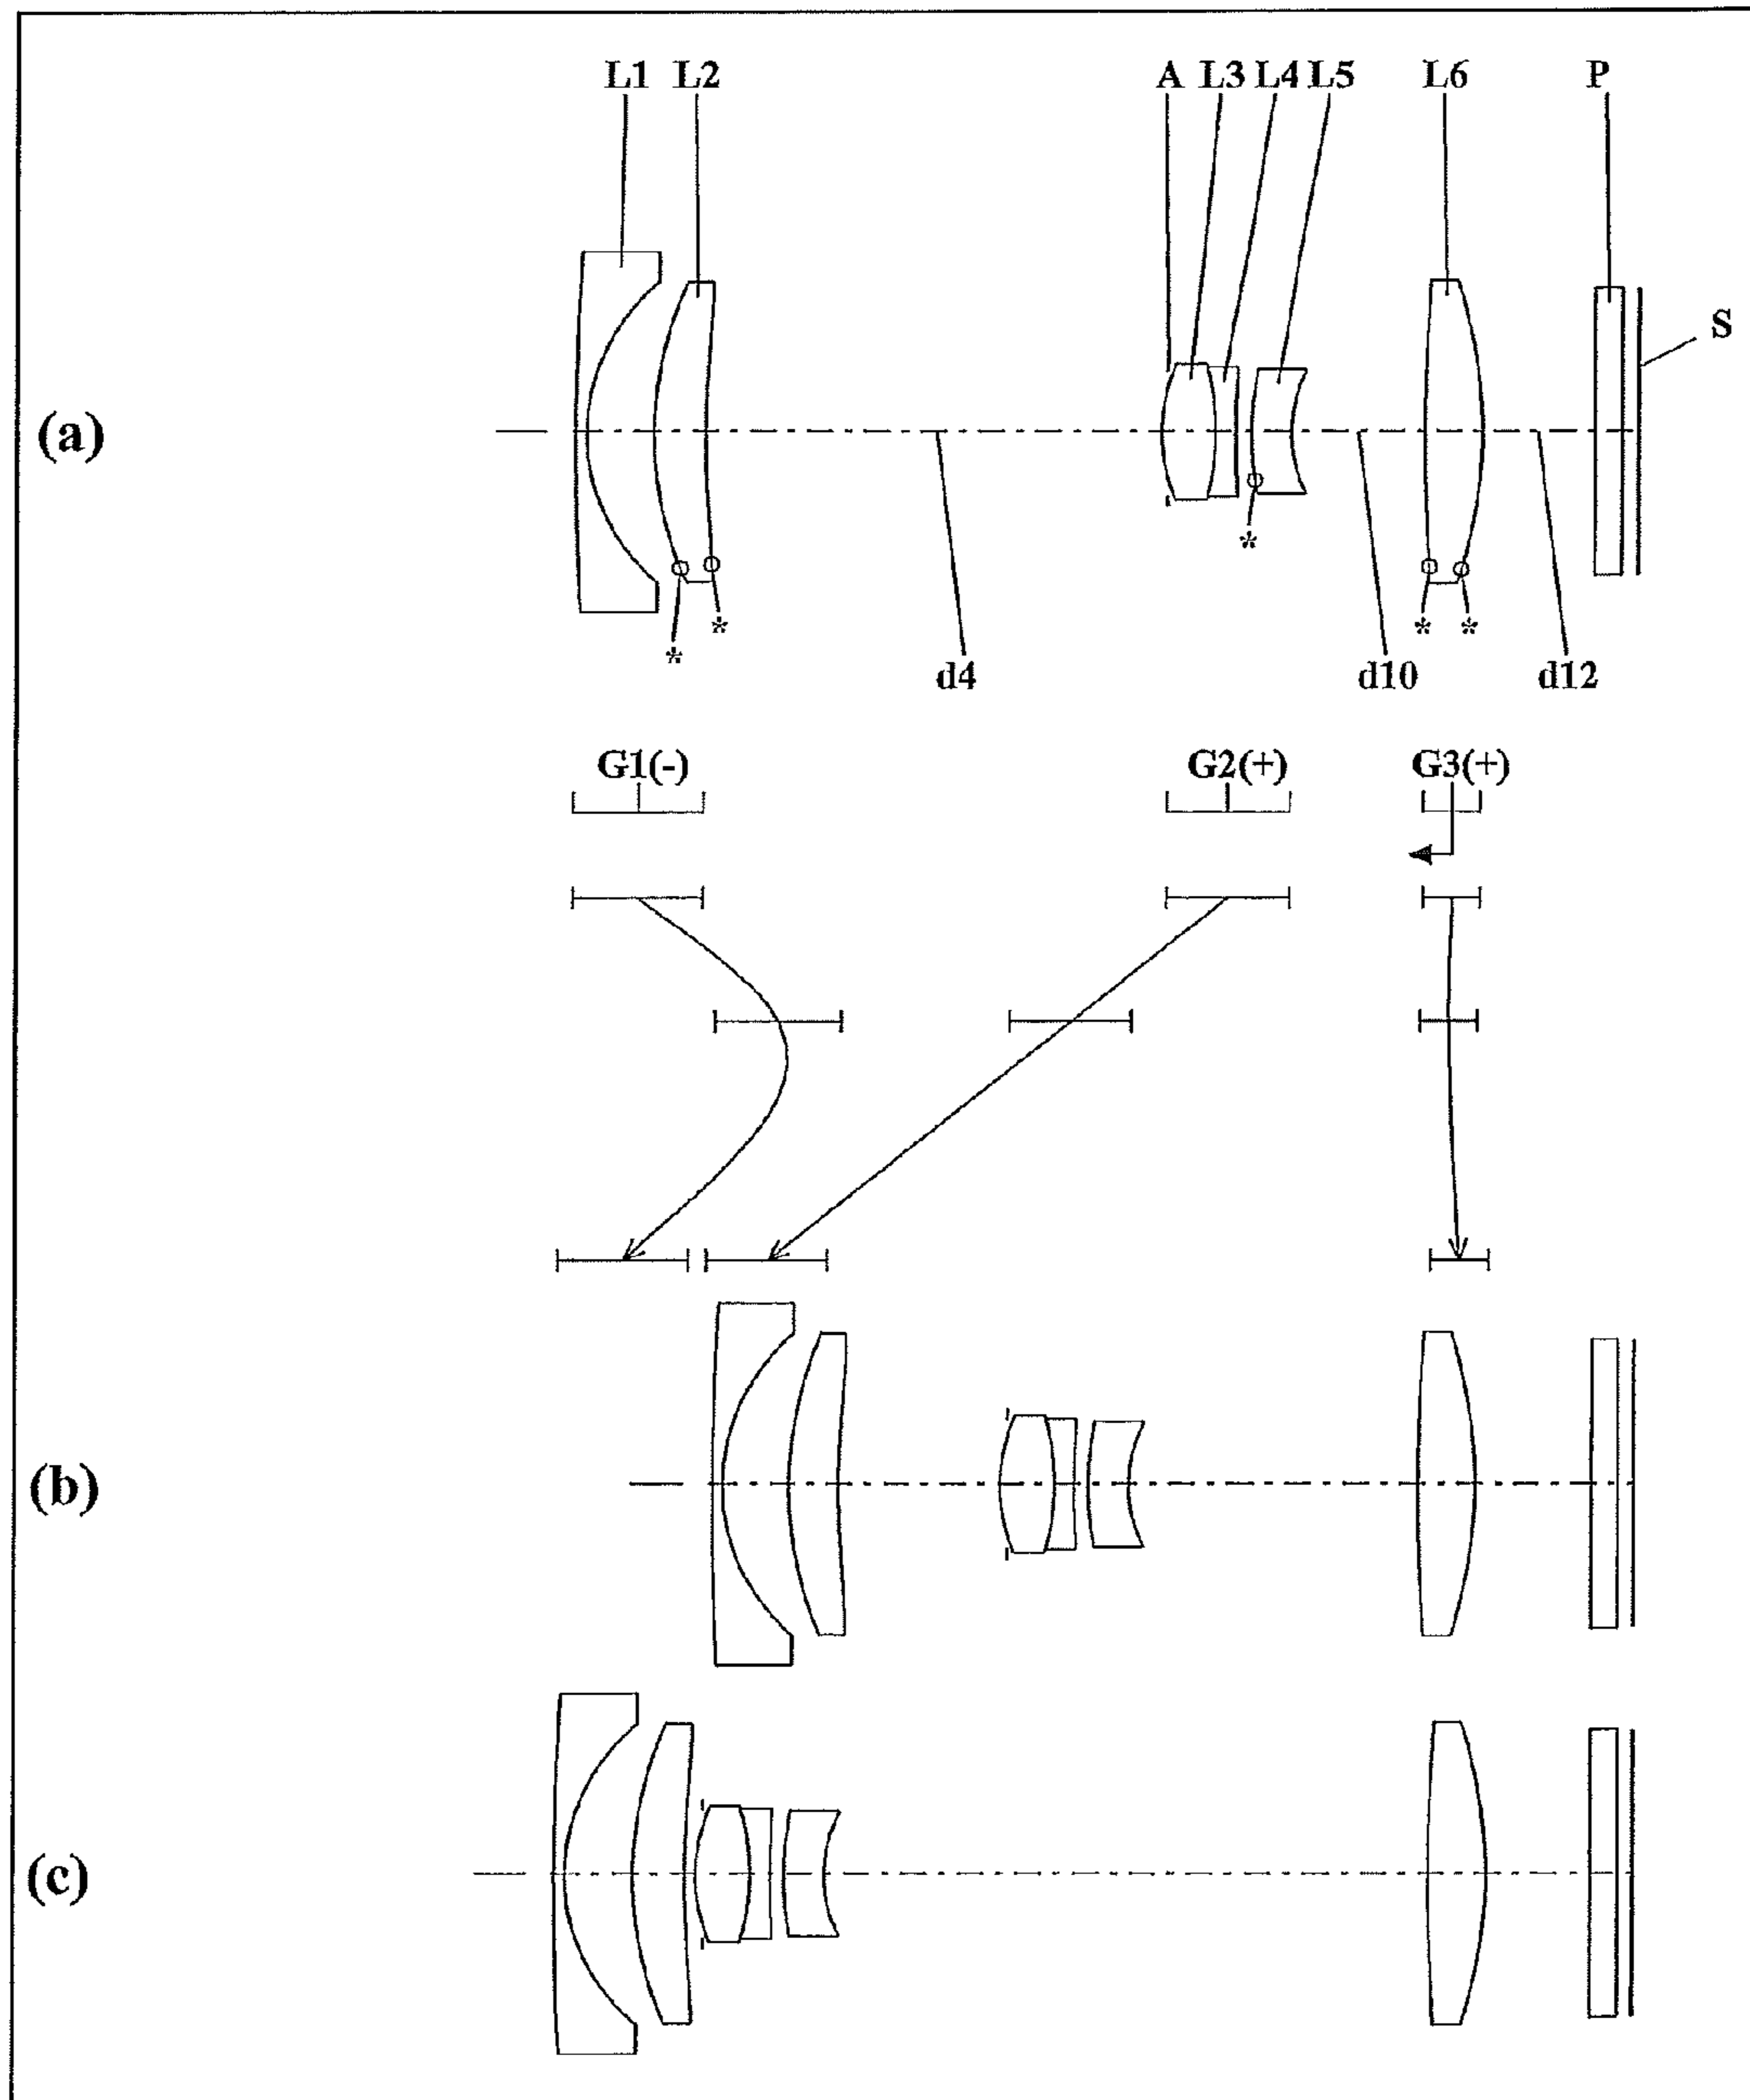 L1 L2 A L3 L4 L5 L6 P
S
(a)
* * * * *
d4 d10 d12
G1(-) G2(+) G3(+)
(b)
(c)